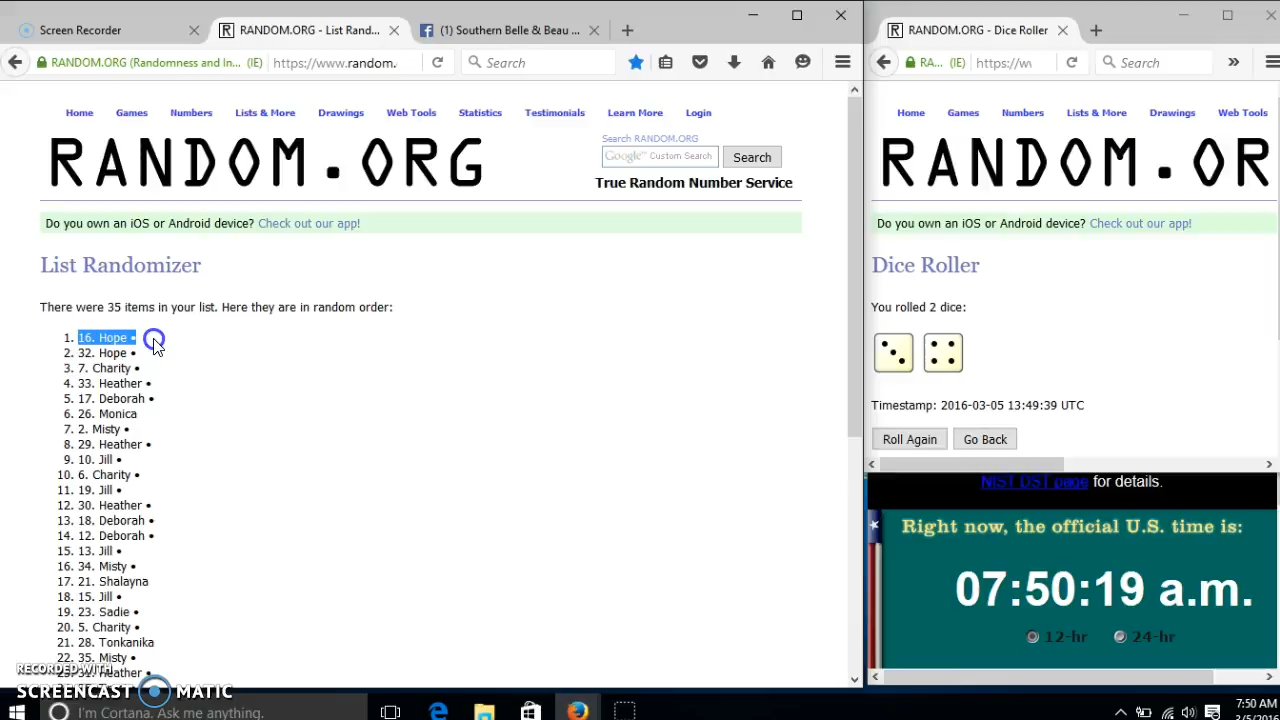 Screen Recorder
RANDOM.ORG - List Rand...
(1) Southern Belle & Beau ...
RANDOM.ORG (Randomness and In... (IE)
https://www.random.
Search
Home Games Numbers Lists & More Drawings Web Tools Statistics Testimonials Learn More Login
RANDOM.ORG
Search RANDOM.ORG
Google™ Custom Search
Search
True Random Number Service
Do you own an iOS or Android device? Check out our app!
List Randomizer
There were 35 items in your list. Here they are in random order:
1. 16. Hope •
2. 32. Hope •
3. 7. Charity •
4. 33. Heather •
5. 17. Deborah •
6. 26. Monica
7. 2. Misty •
8. 29. Heather •
9. 10. Jill •
10. 6. Charity •
11. 19. Jill •
12. 30. Heather •
13. 18. Deborah •
14. 12. Deborah •
15. 13. Jill •
16. 34. Misty •
17. 21. Shalayna
18. 15. Jill •
19. 23. Sadie •
20. 5. Charity •
21. 28. Tonkanika
22. 35. Misty •
23. 31. Heather •
RECORDED WITH
SCREENCAST MATIC
I'm Cortana. Ask me anything.
RANDOM.ORG - Dice Roller
RA... (IE)
https://w
Search
Home Games Numbers Lists & More Drawings Web Tools
RANDOM.OR
Do you own an iOS or Android device? Check out our app!
Dice Roller
You rolled 2 dice:
Timestamp: 2016-03-05 13:49:39 UTC
Roll Again
Go Back
NIST DST page for details.
Right now, the official U.S. time is:
07:50:19 a.m.
12-hr 24-hr
7:50 AM